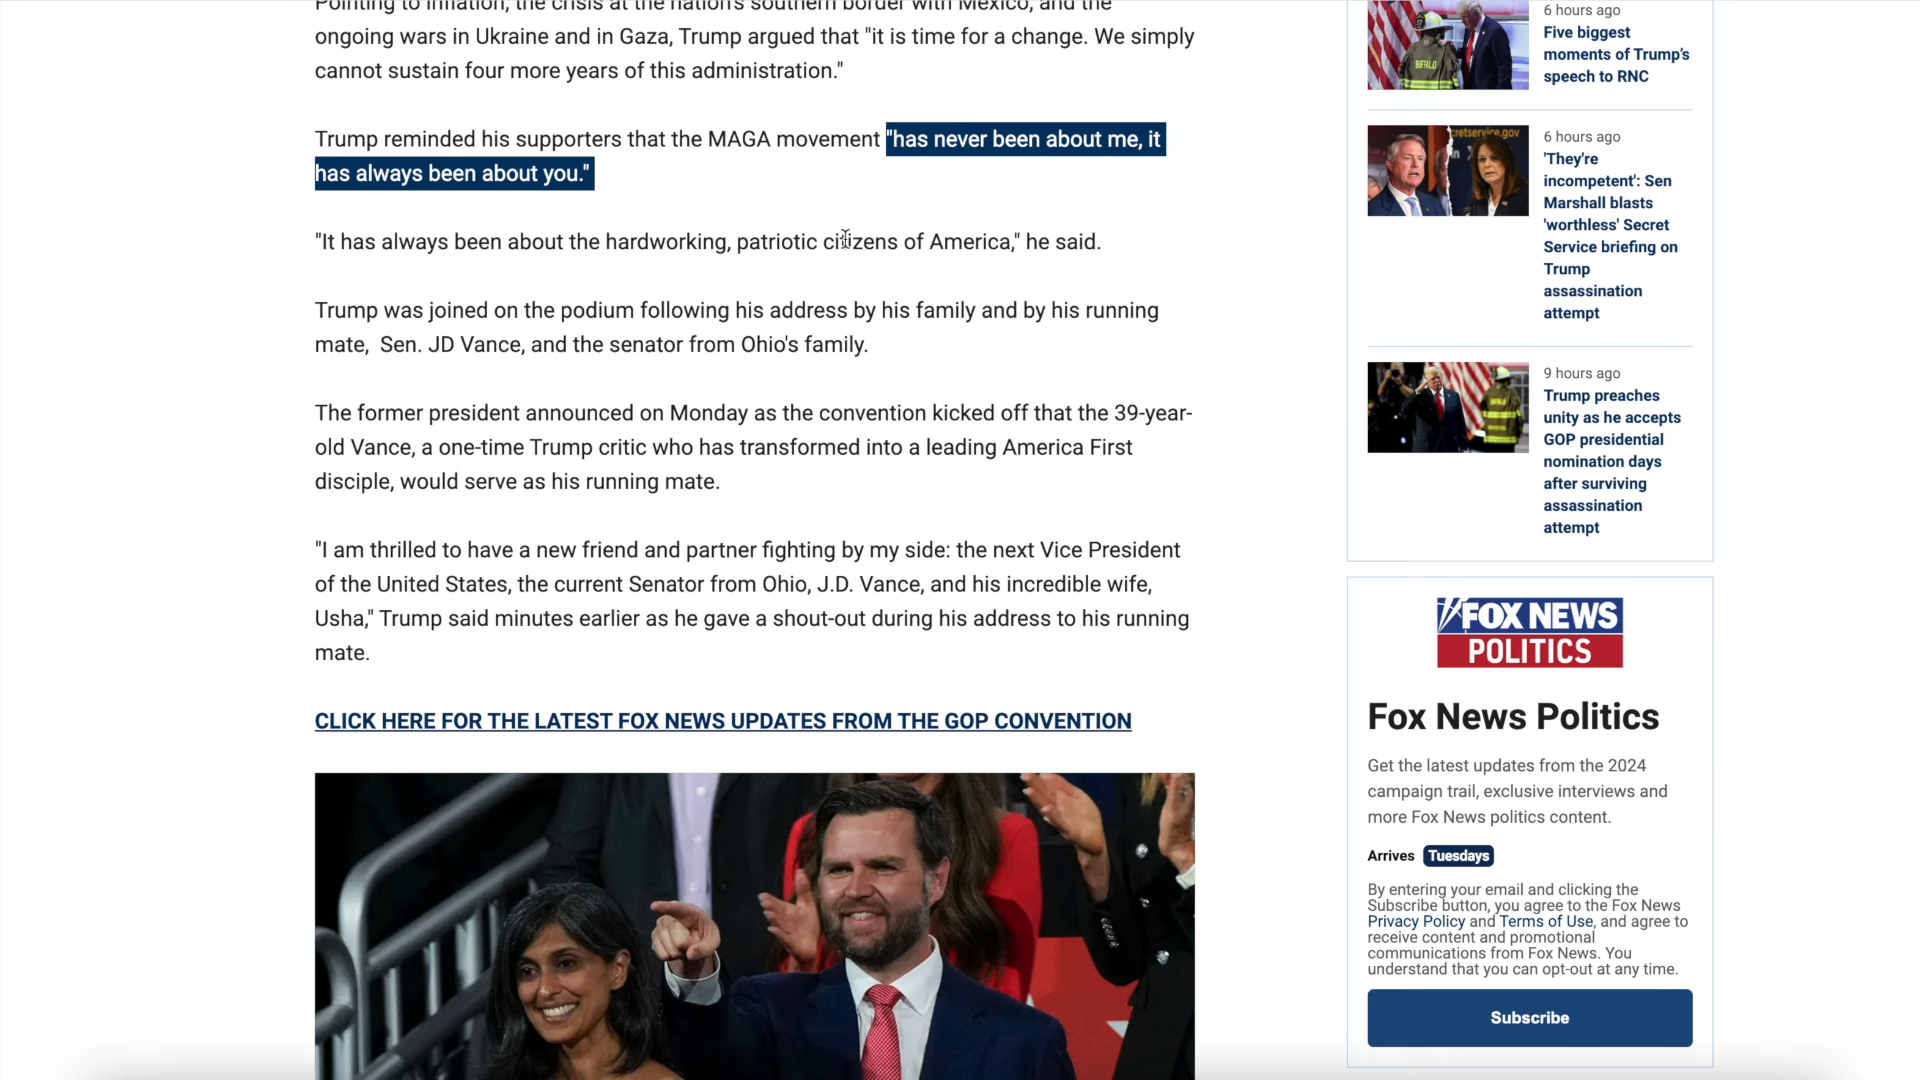 Pointing to inflation, the crisis at the nation's southern border with Mexico, and the
ongoing wars in Ukraine and in Gaza, Trump argued that "it is time for a change. We simply
cannot sustain four more years of this administration."
Trump reminded his supporters that the MAGA movement "has never been about me, it
has always been about you."
"It has always been about the hardworking, patriotic citizens of America," he said.
Trump was joined on the podium following his address by his family and by his running
mate,  Sen. JD Vance, and the senator from Ohio's family.
The former president announced on Monday as the convention kicked off that the 39-year-
old Vance, a one-time Trump critic who has transformed into a leading America First
disciple, would serve as his running mate.
"I am thrilled to have a new friend and partner fighting by my side: the next Vice President
of the United States, the current Senator from Ohio, J.D. Vance, and his incredible wife,
Usha," Trump said minutes earlier as he gave a shout-out during his address to his running
mate.
CLICK HERE FOR THE LATEST FOX NEWS UPDATES FROM THE GOP CONVENTION
BUFFALO
6 hours ago
Five biggest
moments of Trump's
speech to RNC
cretservice.gov
6 hours ago
'They're
incompetent': Sen
Marshall blasts
'worthless' Secret
Service briefing on
Trump
assassination
attempt
9 hours ago
Trump preaches
unity as he accepts
GOP presidential
nomination days
after surviving
assassination
attempt
FOX NEWS
POLITICS
Fox News Politics
Get the latest updates from the 2024
campaign trail, exclusive interviews and
more Fox News politics content.
Arrives Tuesdays
By entering your email and clicking the
Subscribe button, you agree to the Fox News
Privacy Policy and Terms of Use, and agree to
receive content and promotional
communications from Fox News. You
understand that you can opt-out at any time.
Subscribe